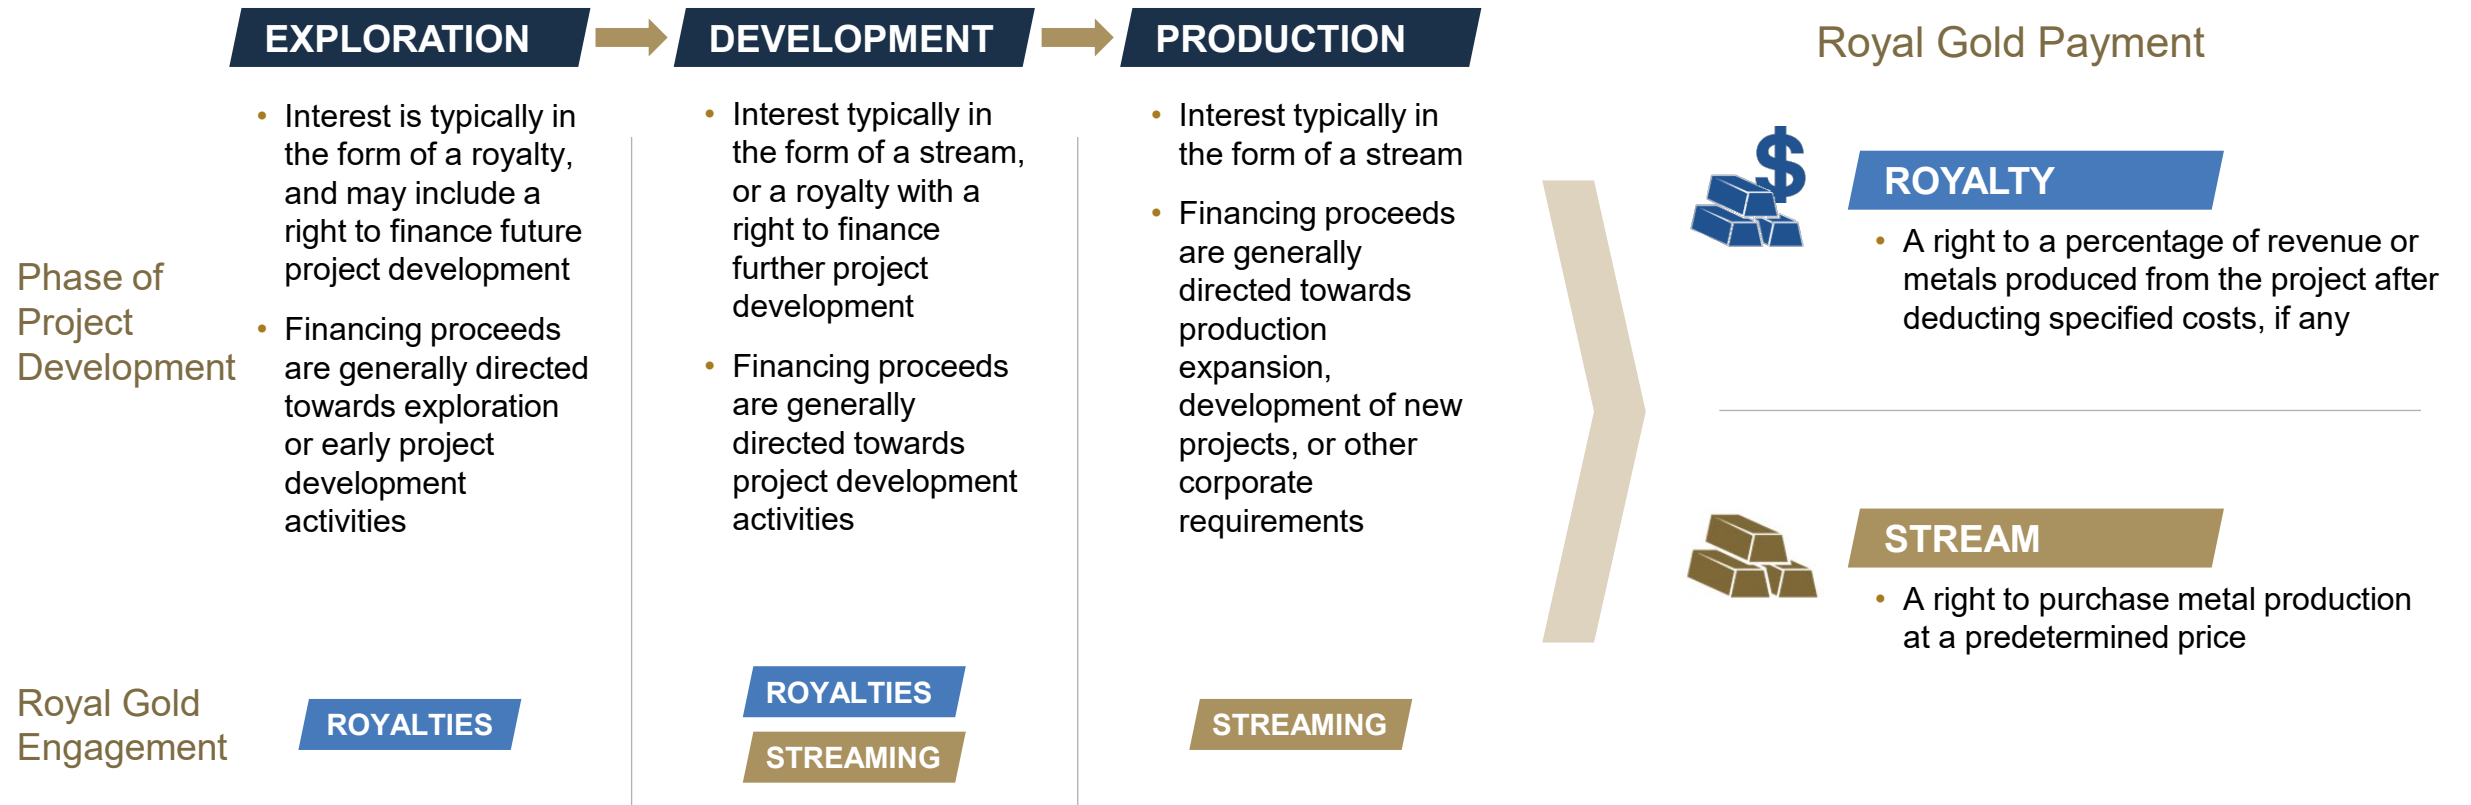 EXPLORATION
DEVELOPMENT
PRODUCTION
Royal Gold Payment
Phase of
Project
Development
• Interest is typically in
the form of a royalty,
and may include a
right to finance future
project development
• Financing proceeds
are generally directed
towards exploration
or early project
development
activities
• Interest typically in
the form of a stream,
or a royalty with a
right to finance
further project
development
• Financing proceeds
are generally
directed towards
project development
activities
• Interest typically in
the form of a stream
• Financing proceeds
are generally
directed towards
production
expansion,
development of new
projects, or other
corporate
requirements
$
ROYALTY
• A right to a percentage of revenue or
metals produced from the project after
deducting specified costs, if any
STREAM
• A right to purchase metal production
at a predetermined price
Royal Gold
Engagement
ROYALTIES
ROYALTIES
STREAMING
STREAMING